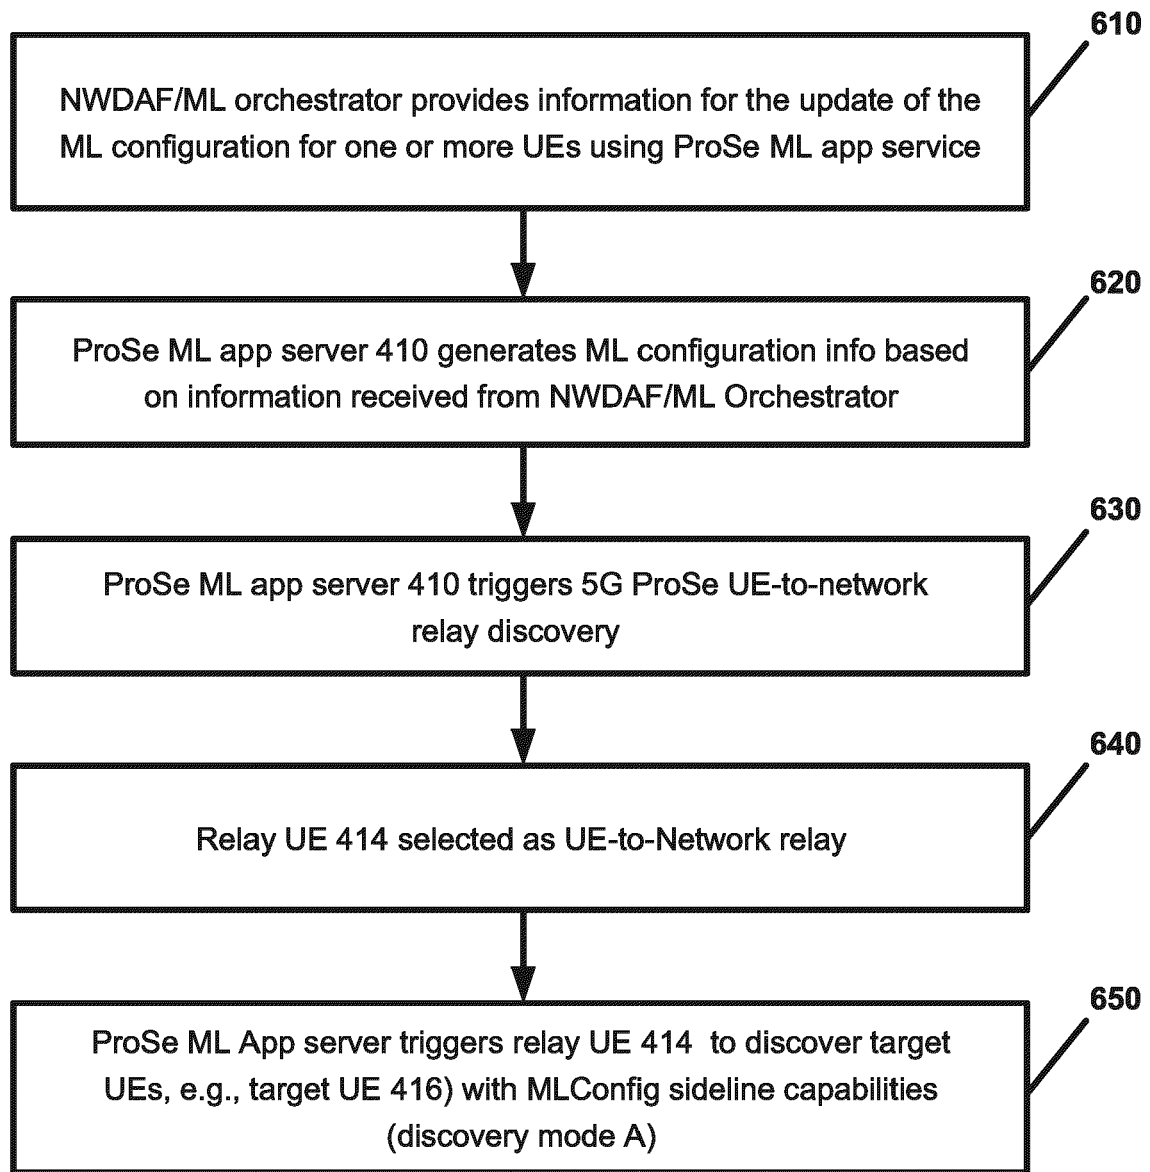 610
NWDAF/ML orchestrator provides information for the update of the
ML configuration for one or more UEs using ProSe ML app service
620
ProSe ML app server 410 generates ML configuration info based
on information received from NWDAF/ML Orchestrator
630
ProSe ML app server 410 triggers 5G ProSe UE-to-network
relay discovery
640
Relay UE 414 selected as UE-to-Network relay
650
ProSe ML App server triggers relay UE 414 to discover target
UEs, e.g., target UE 416) with MLConfig sideline capabilities
(discovery mode A)